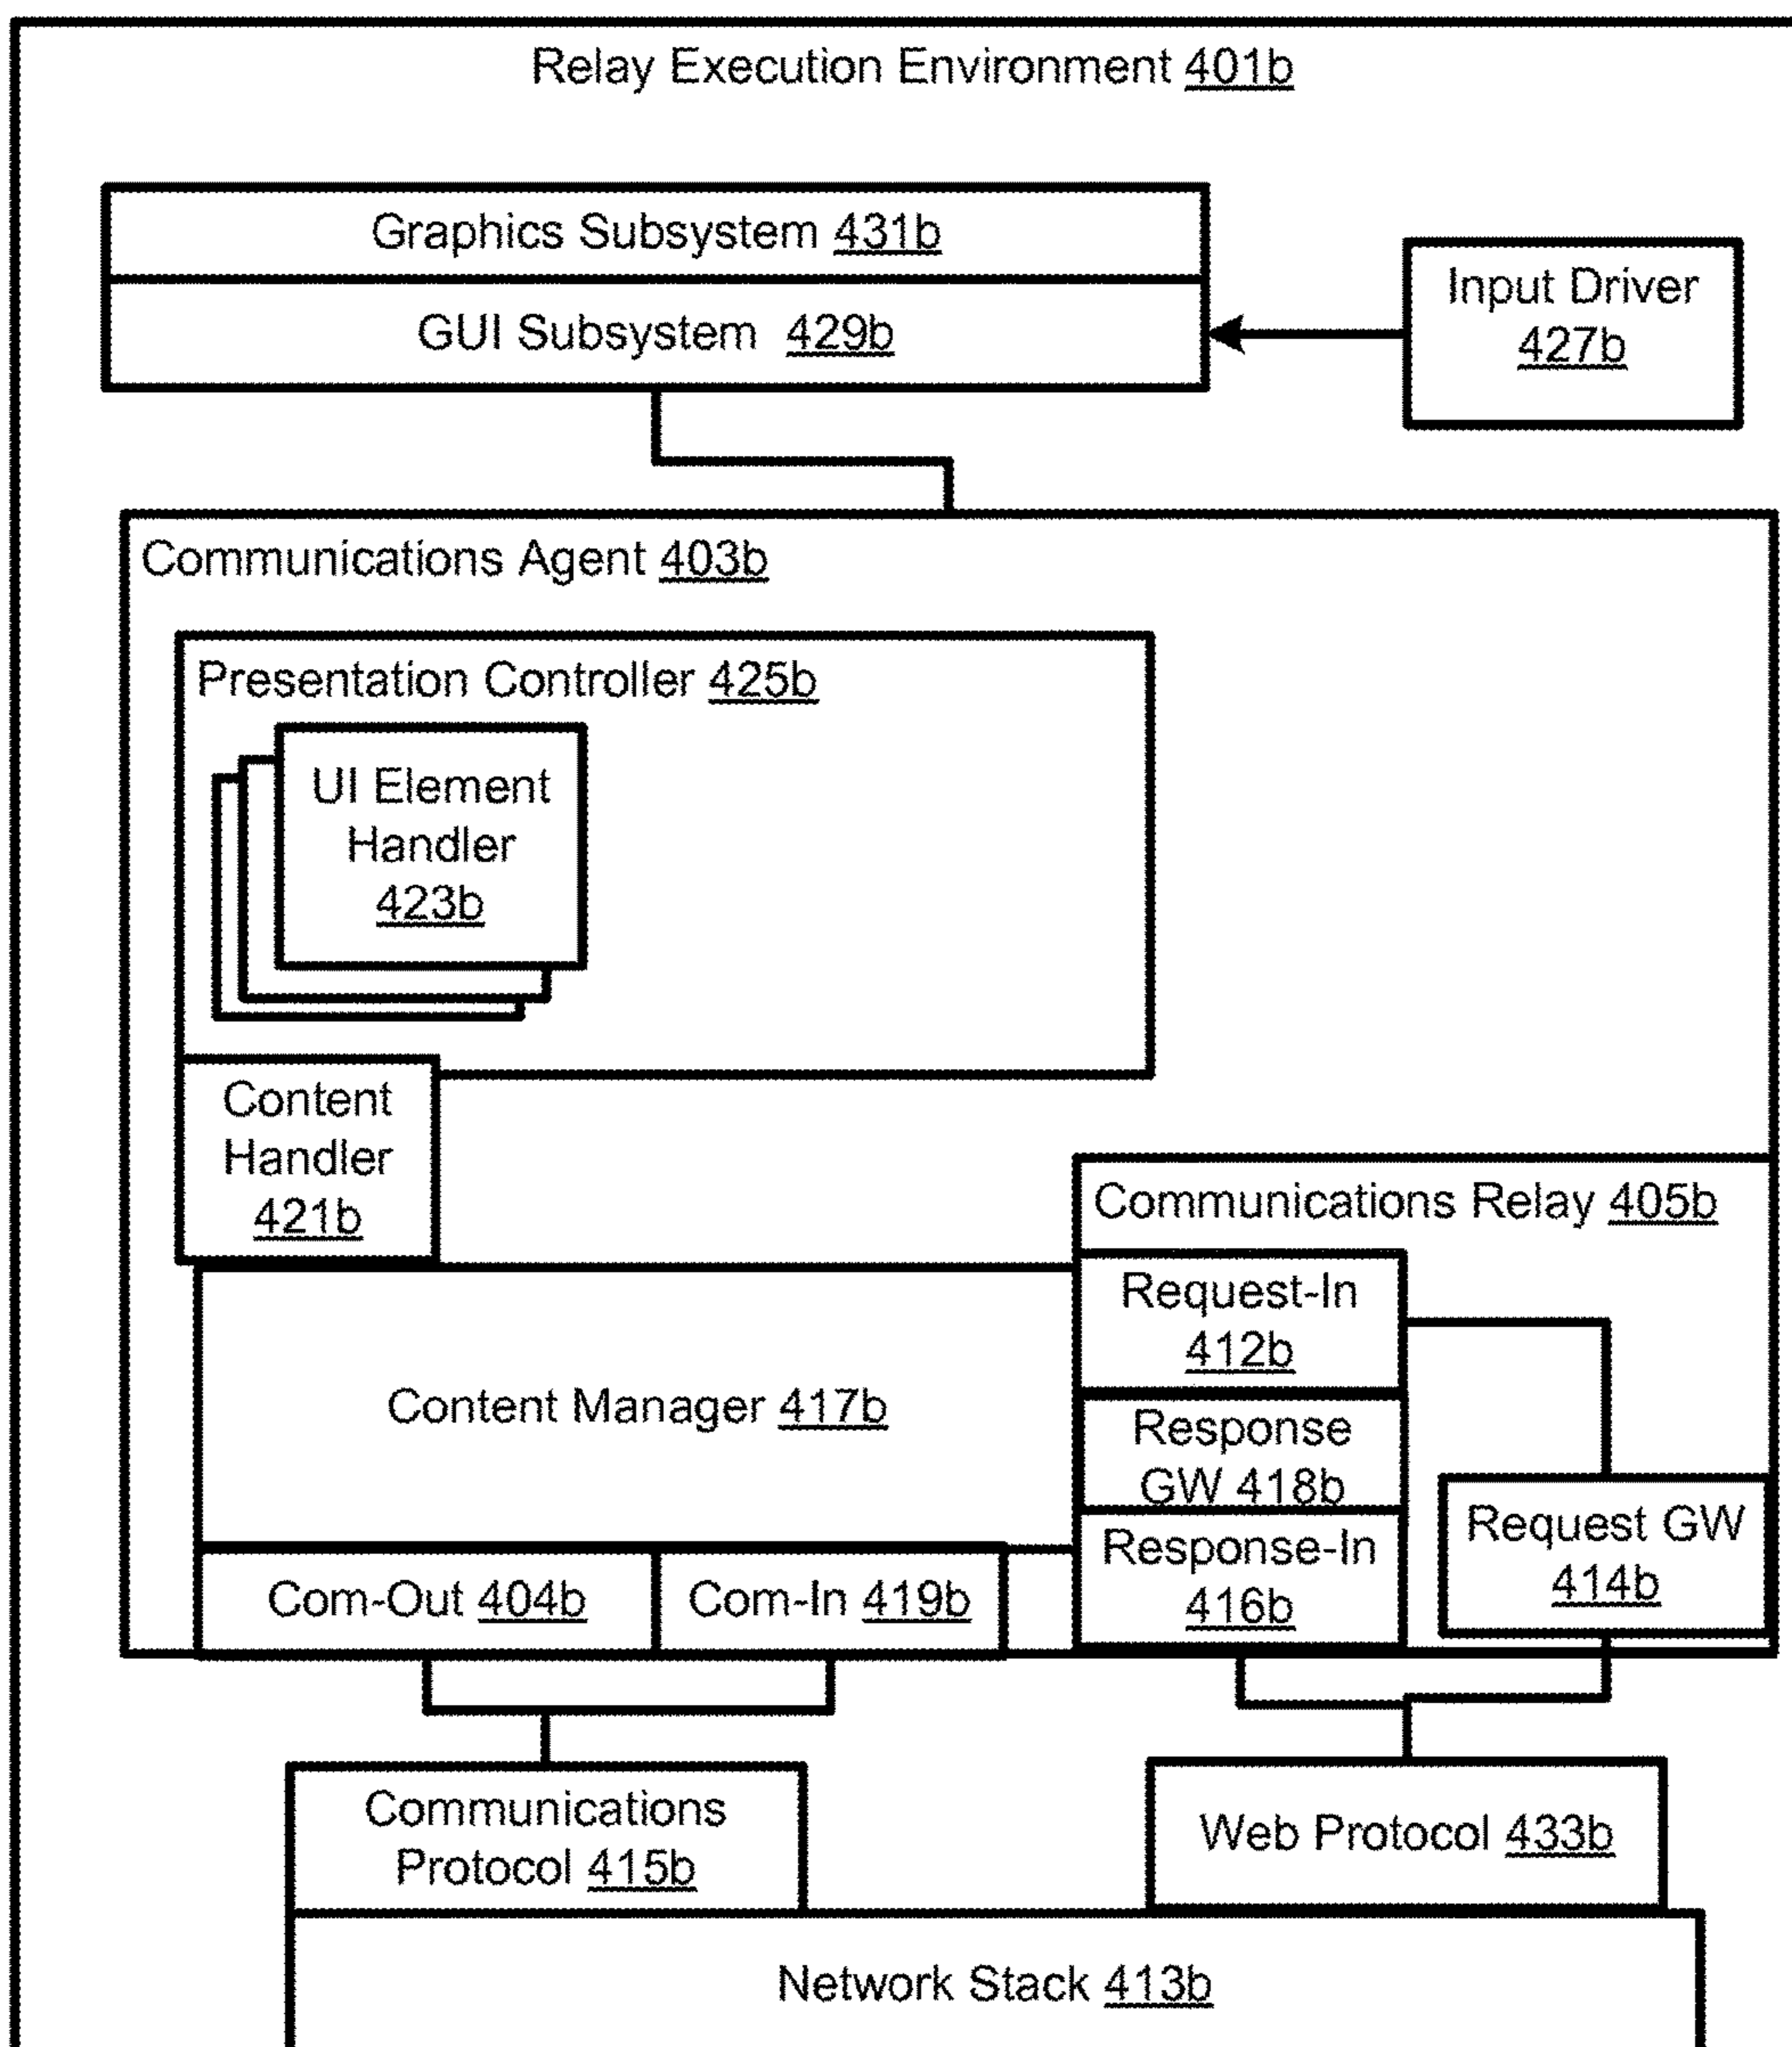 Relay Execution Environment 401b
Graphics Subsystem 431b
GUI Subsystem 429b
Input Driver
427b
Communications Agent 403b
Presentation Controller 425b
UI Element
Handler
423b
Content
Handler
421b
Communications Relay 405b
Request-In
412b
Content Manager 417b
Response
GW 418b
Response-In
416b
Request GW
414b
Com-Out 404b
Com-In 419b
Communications
Protocol 415b
Web Protocol 433b
Network Stack 413b